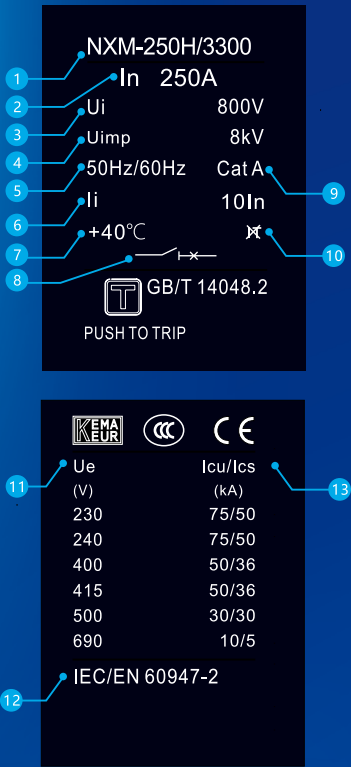 NXM-250H/3300
1
In 250A
2
Ui 800V
3
Uimp 8kV
4
50Hz/60Hz Cat A
5 9
Ii 10In
6
+40℃
7 10
8
T GB/T 14048.2
PUSH TO TRIP
KEMA EUR CCC CE
Ue Icu/Ics
11 13
(V) (kA)
230 75/50
240 75/50
400 50/36
415 50/36
500 30/30
690 10/5
IEC/EN 60947-2
12